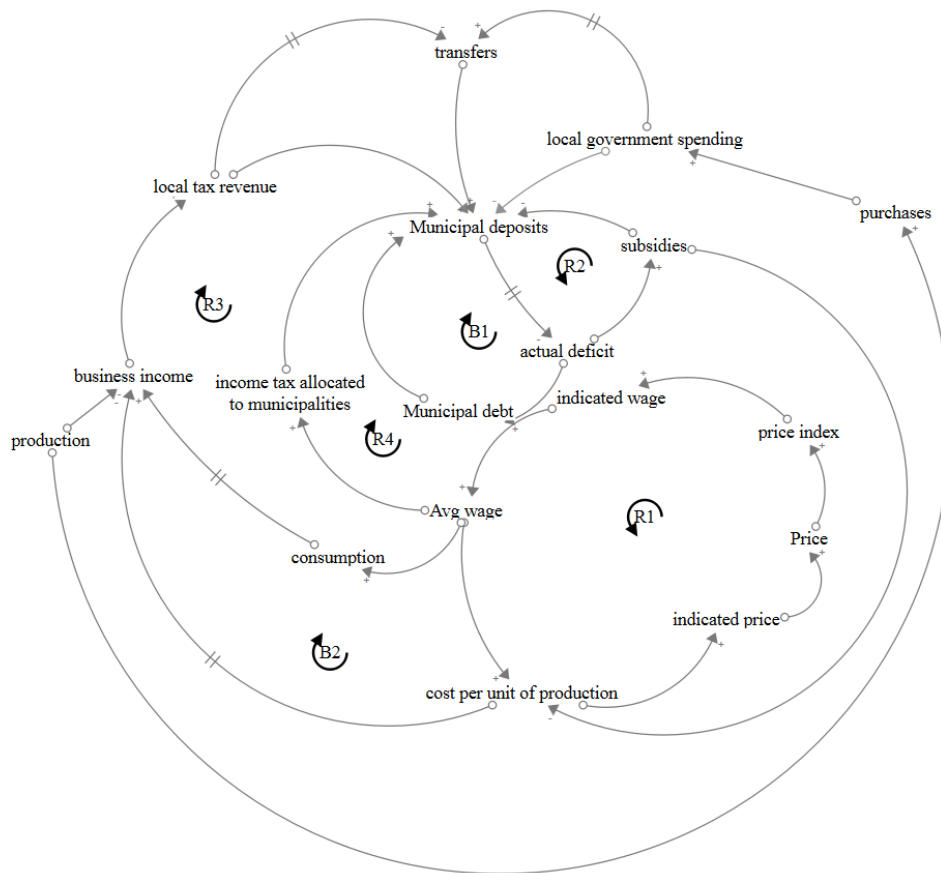 transfers
local government spending
local tax revenue
purchases
Municipal deposits
subsidies
R2
R3
B1
actual deficit
business income
income tax allocated
to municipalities
Municipal debt
indicated wage
production
R4
price index
Avg wage
R1
consumption
Price
indicated price
B2
cost per unit of production